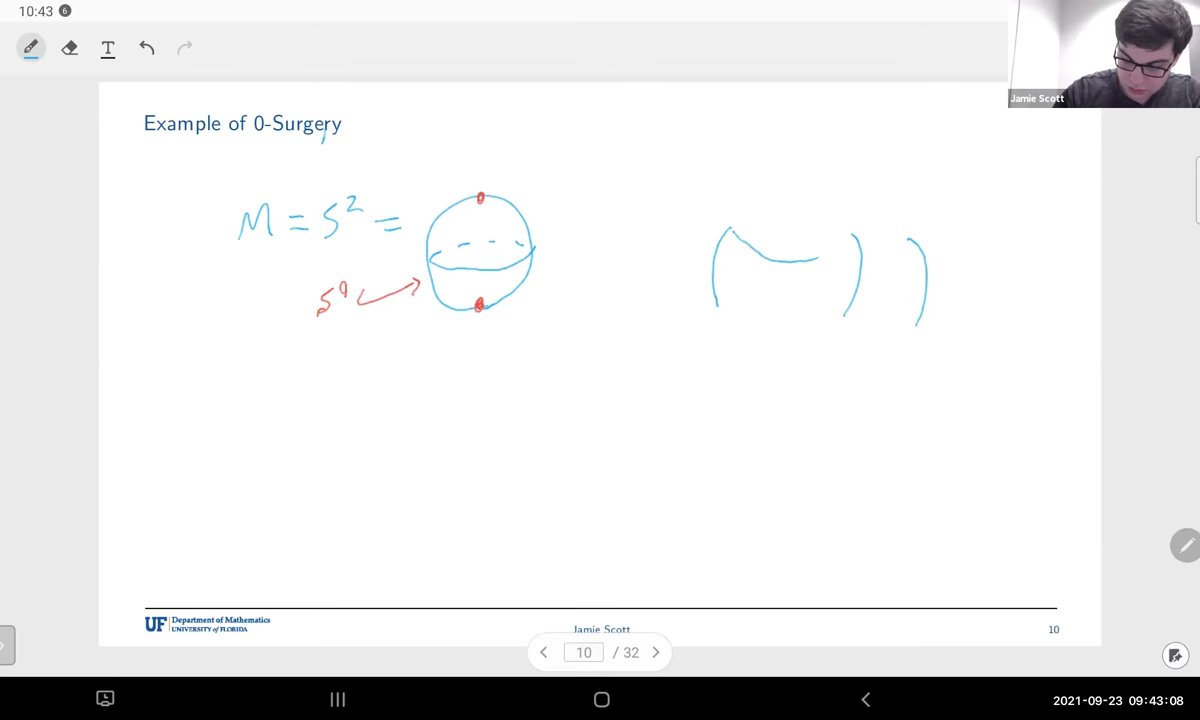 10:43 6
T
Jamie Scott
Example of 0-Surgery
M = S² =
S⁰
UF Department of Mathematics
UNIVERSITY of FLORIDA
Jamie Scott
10
10 / 32
2021-09-23 09:43:08